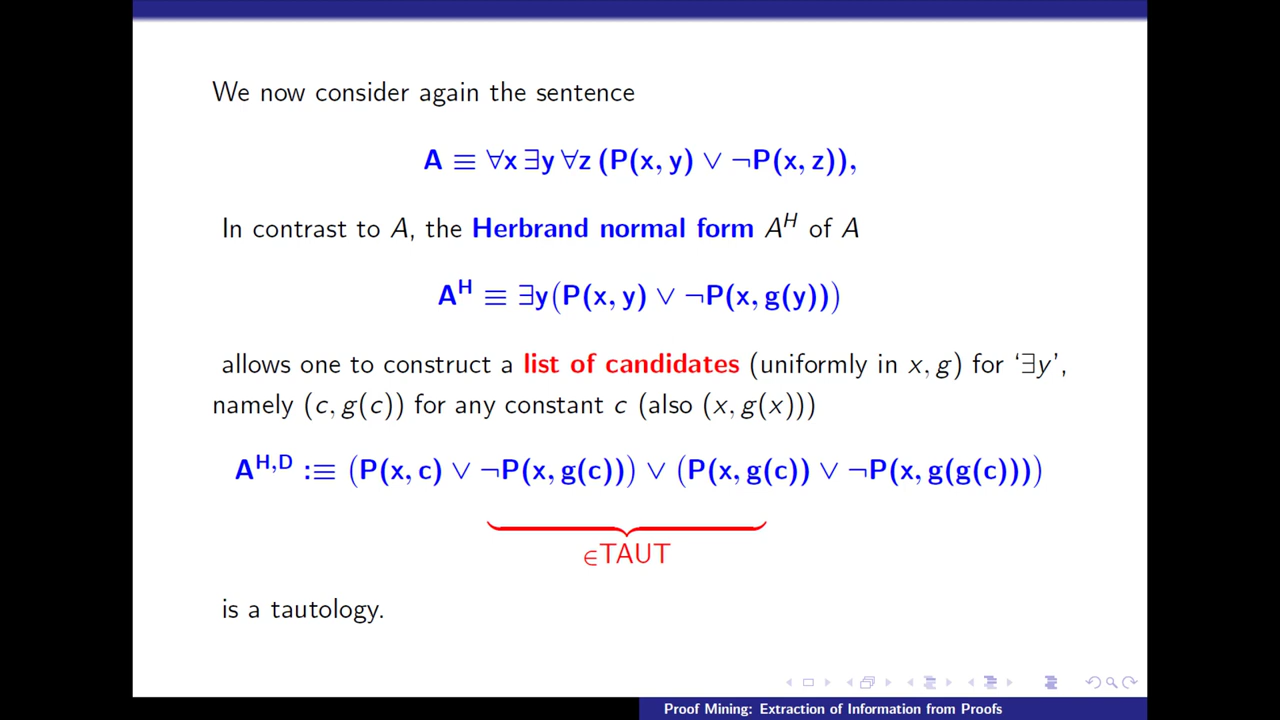 We now consider again the sentence
A ≡ ∀x ∃y ∀z (P(x, y) ∨ ¬P(x, z)),
In contrast to A, the Herbrand normal form A^H of A
A^H ≡ ∃y(P(x, y) ∨ ¬P(x, g(y)))
allows one to construct a list of candidates (uniformly in x, g) for ‘∃y’,
namely (c, g(c)) for any constant c (also (x, g(x)))
A^{H,D} :≡ (P(x, c) ∨ ¬P(x, g(c))) ∨ (P(x, g(c)) ∨ ¬P(x, g(g(c))))
∈TAUT
is a tautology.
Proof Mining: Extraction of Information from Proofs